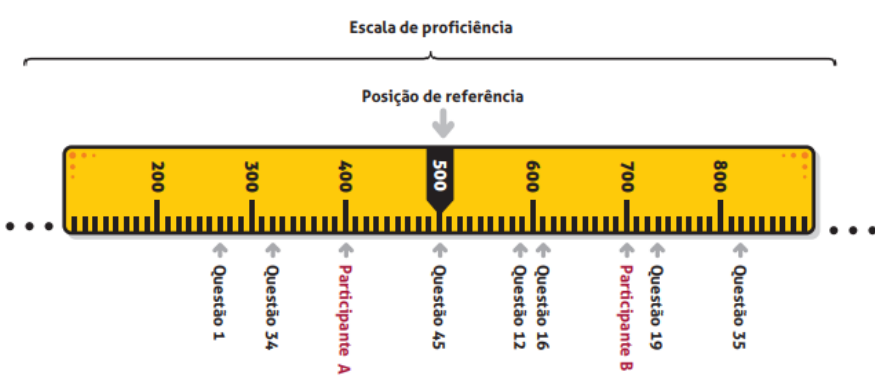 Escala de proficiência
Posição de referência
200
300
400
500
600
700
800
Questão 1
Questão 34
Participante A
Questão 45
Questão 12
Questão 16
Participante B
Questão 19
Questão 35